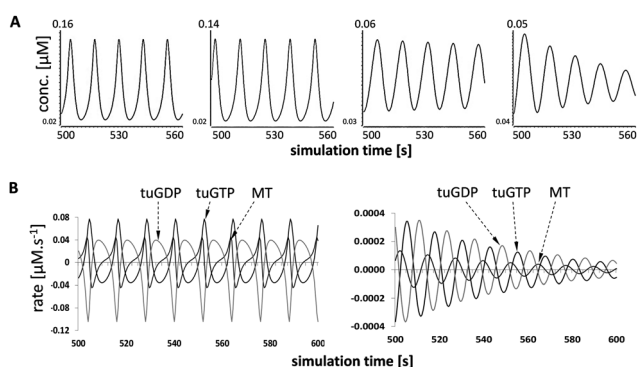 A
0.16
0.14
0.06
0.05
conc. [µM]
0.02
0.02
0.03
0.04
500 530 560
500 530 560
500 530 560
500 530 560
simulation time [s]
B
tuGDP tuGTP MT
tuGDP tuGTP MT
rate [µM.s⁻¹]
0.08
0.04
0
-0.04
-0.08
-0.12
500 520 540 560 580 600
0.0004
0.0002
0.0000
-0.0002
-0.0004
500 520 540 560 580 600
simulation time [s]